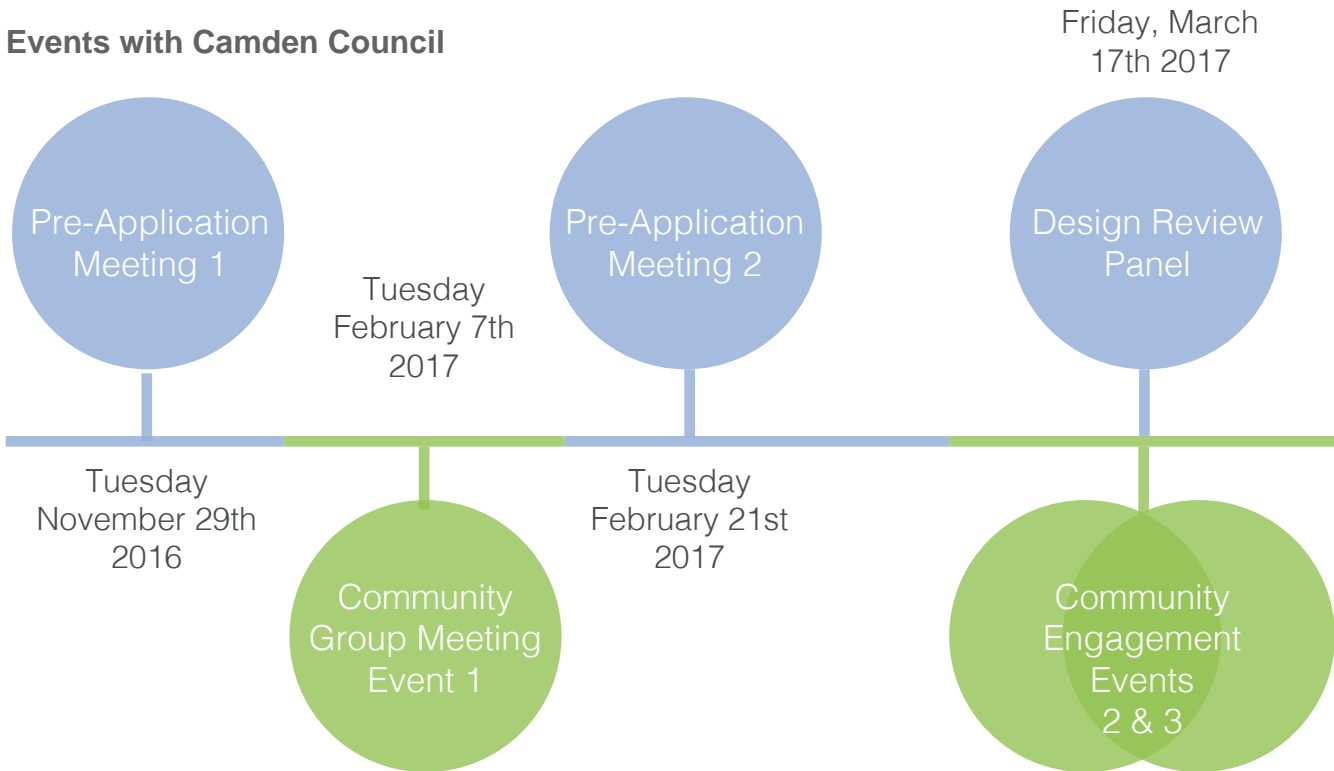 Events with Camden Council
Friday, March
17th 2017
Pre-Application
Meeting 1
Pre-Application
Meeting 2
Design Review
Panel
Tuesday
February 7th
2017
Tuesday
November 29th
2016
Tuesday
February 21st
2017
Community
Group Meeting
Event 1
Community
Engagement
Events
2 & 3